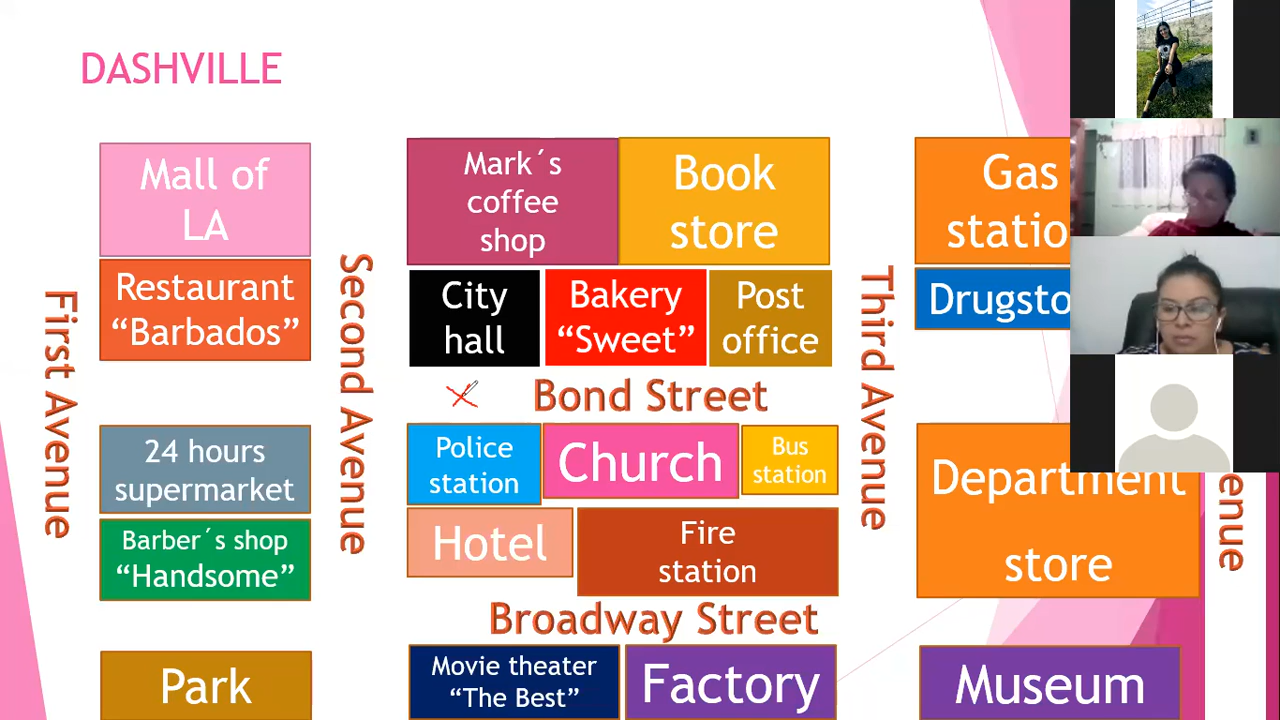 DASHVILLE
Mall of
LA
Restaurant
“Barbados”
First Avenue
24 hours
supermarket
Barber´s shop
“Handsome”
Park
Second Avenue
Mark´s
coffee
shop
Book
store
City
hall
Bakery
“Sweet”
Post
office
Bond Street
Police
station
Church
Bus
station
Hotel
Fire
station
Broadway Street
Movie theater
“The Best”
Factory
Third Avenue
Gas
statio
Drugsto
Department
store
Museum
enue